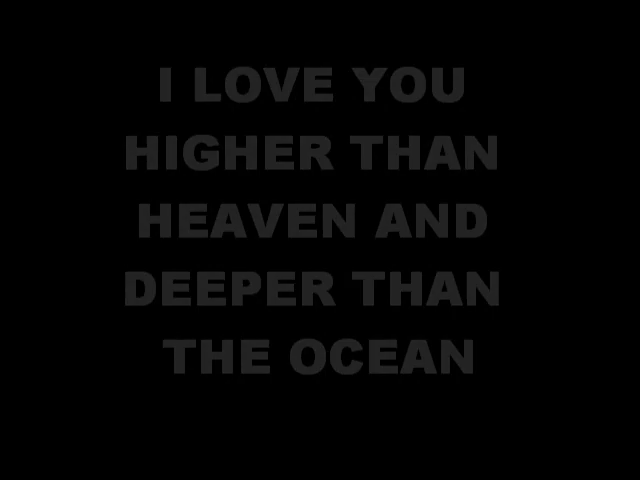 I LOVE YOU
HIGHER THAN
HEAVEN AND
DEEPER THAN
THE OCEAN